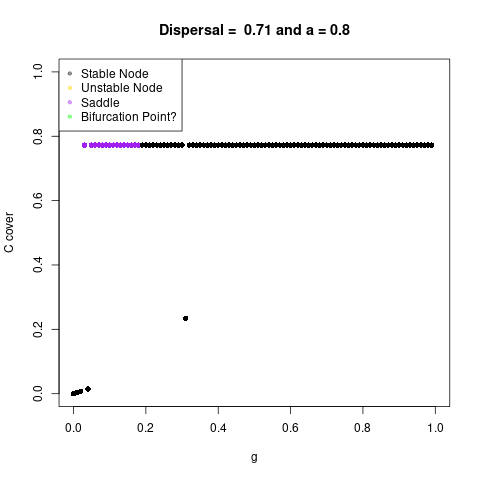 Dispersal =  0.71 and a = 0.8
Stable Node
Unstable Node
Saddle
Bifurcation Point?
C cover
1.0
0.8
0.6
0.4
0.2
0.0
0.0 0.2 0.4 0.6 0.8 1.0
g